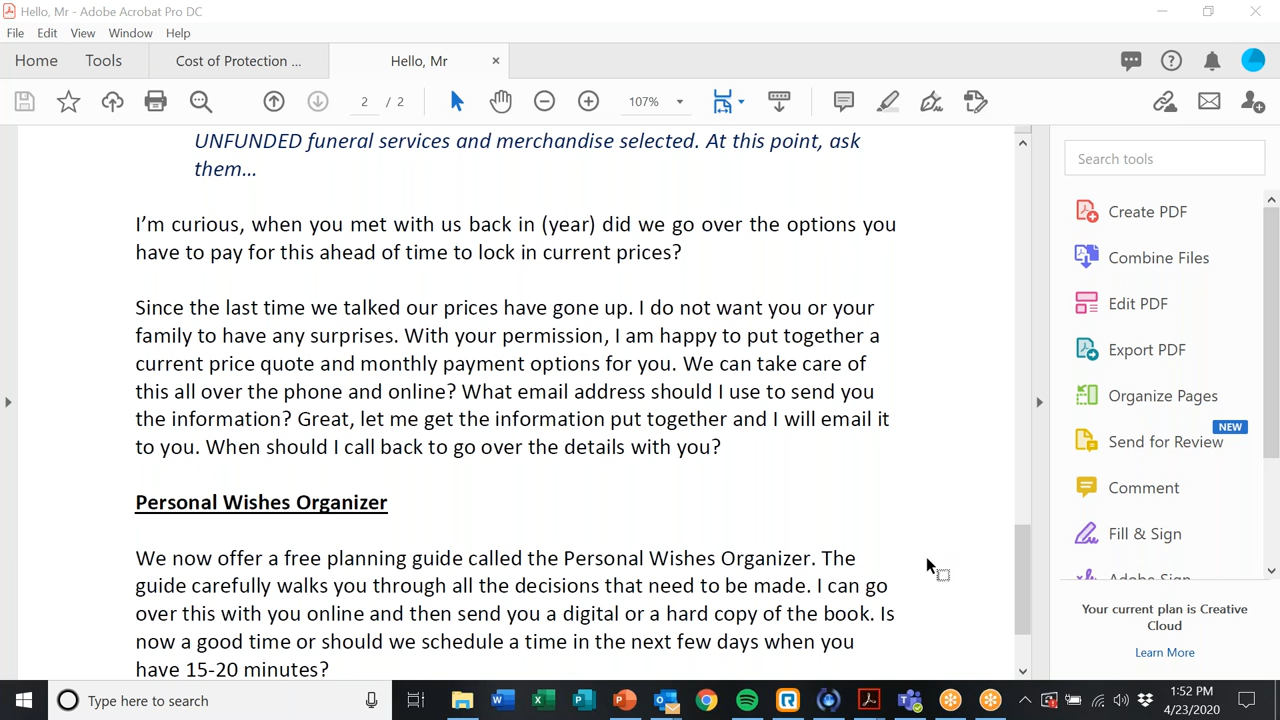 Hello, Mr - Adobe Acrobat Pro DC
File Edit View Window Help
Home Tools Cost of Protection ... Hello, Mr ×
2 / 2 107%
UNFUNDED funeral services and merchandise selected. At this point, ask
them…
I’m curious, when you met with us back in (year) did we go over the options you
have to pay for this ahead of time to lock in current prices?
Since the last time we talked our prices have gone up. I do not want you or your
family to have any surprises. With your permission, I am happy to put together a
current price quote and monthly payment options for you. We can take care of
this all over the phone and online? What email address should I use to send you
the information? Great, let me get the information put together and I will email it
to you. When should I call back to go over the details with you?
Personal Wishes Organizer
We now offer a free planning guide called the Personal Wishes Organizer. The
guide carefully walks you through all the decisions that need to be made. I can go
over this with you online and then send you a digital or a hard copy of the book. Is
now a good time or should we schedule a time in the next few days when you
have 15-20 minutes?
Search tools
Create PDF
Combine Files
Edit PDF
Export PDF
Organize Pages
NEW
Send for Review
Comment
Fill & Sign
Adobe Sign
Your current plan is Creative
Cloud
Learn More
Type here to search
1:52 PM
4/23/2020